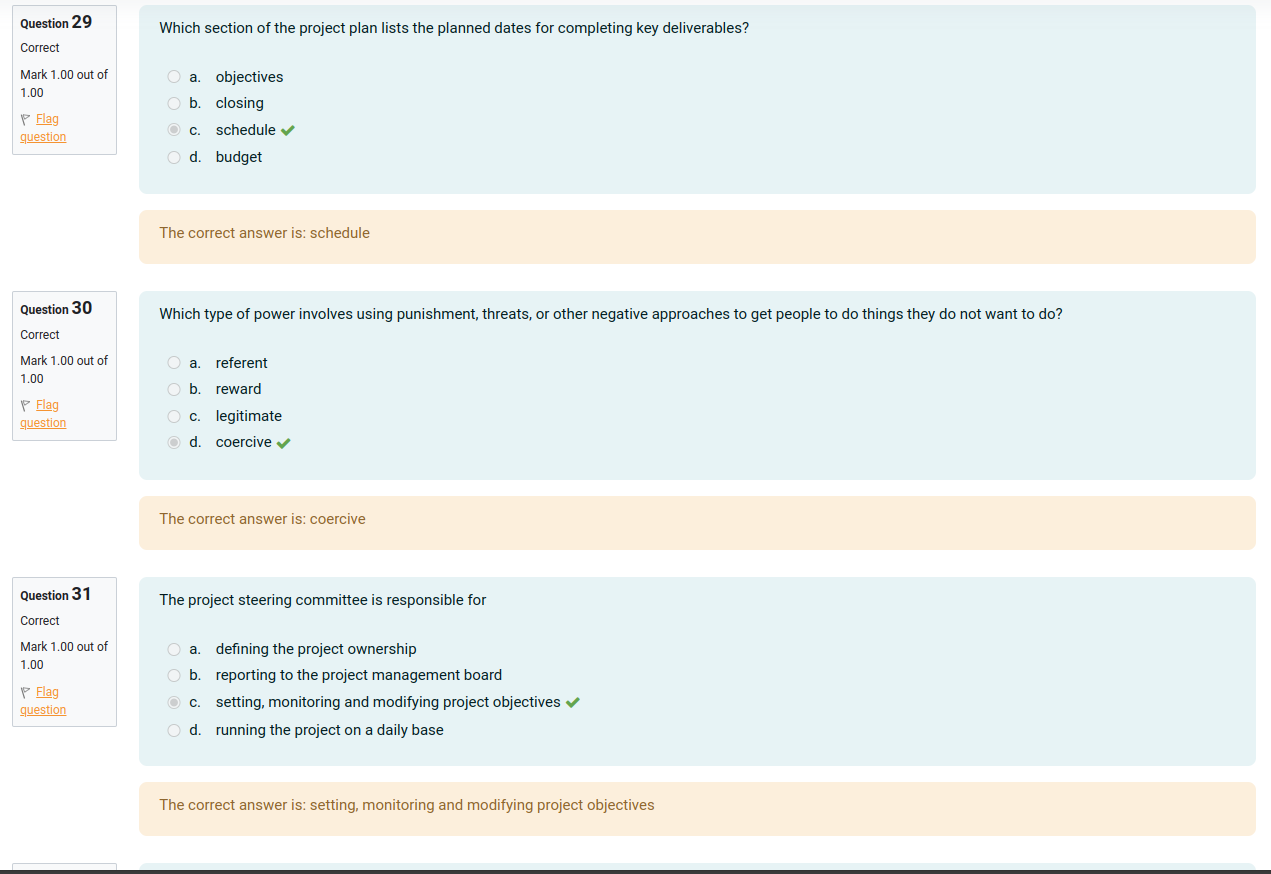 Question 29
Correct
Mark 1.00 out of
1.00
Flag
question
Which section of the project plan lists the planned dates for completing key deliverables?
a. objectives
b. closing
c. schedule
d. budget
The correct answer is: schedule
Question 30
Correct
Mark 1.00 out of
1.00
Flag
question
Which type of power involves using punishment, threats, or other negative approaches to get people to do things they do not want to do?
a. referent
b. reward
c. legitimate
d. coercive
The correct answer is: coercive
Question 31
Correct
Mark 1.00 out of
1.00
Flag
question
The project steering committee is responsible for
a. defining the project ownership
b. reporting to the project management board
c. setting, monitoring and modifying project objectives
d. running the project on a daily base
The correct answer is: setting, monitoring and modifying project objectives